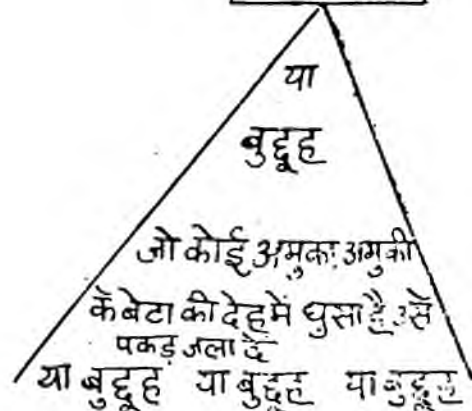 या
बुद्दूह
जो कोई अमुकः अमुकी
के बेटा की देह में घुसा है उसे
पकड़ जला दे
या बुद्दूह या बुद्दूह या बुद्दूह